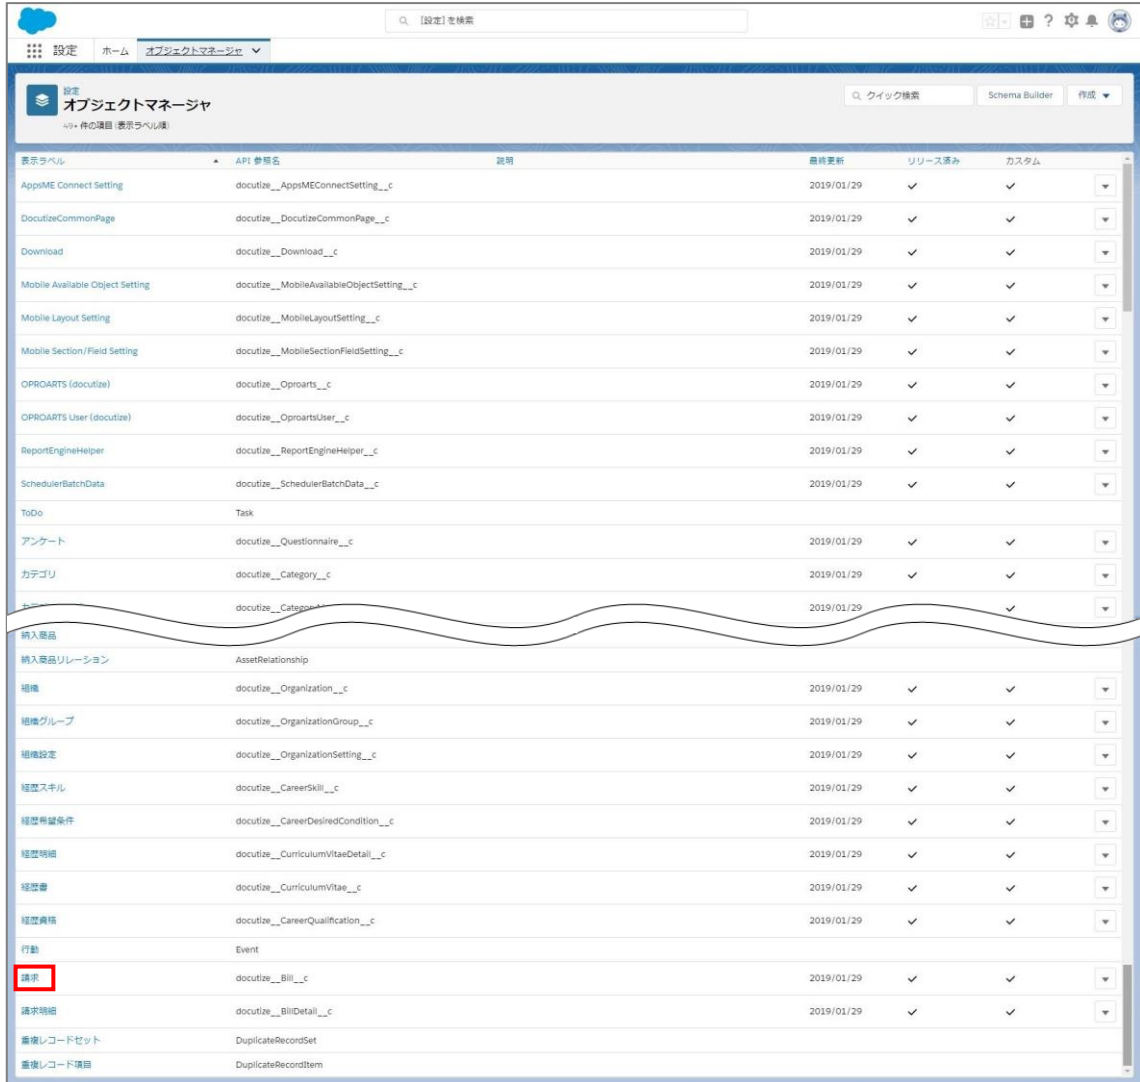 [設定] を検索
設定 ホーム オブジェクトマネージャ
設定
オブジェクトマネージャ
49+ 件の項目 (表示ラベル順)
クイック検索 Schema Builder 作成
表示ラベル API 参照名 説明 最終更新 リリース済み カスタム
AppsME Connect Setting docutize__AppsMEConnectSetting__c 2019/01/29
DocutizeCommonPage docutize__DocutizeCommonPage__c 2019/01/29
Download docutize__Download__c 2019/01/29
Mobile Available Object Setting docutize__MobileAvailableObjectSetting__c 2019/01/29
Mobile Layout Setting docutize__MobileLayoutSetting__c 2019/01/29
Mobile Section/Field Setting docutize__MobileSectionFieldSetting__c 2019/01/29
OPROARTS (docutize) docutize__Oproarts__c 2019/01/29
OPROARTS User (docutize) docutize__OproartsUser__c 2019/01/29
ReportEngineHelper docutize__ReportEngineHelper__c 2019/01/29
SchedulerBatchData docutize__SchedulerBatchData__c 2019/01/29
ToDo Task
アンケート docutize__Questionnaire__c 2019/01/29
カテゴリ docutize__Category__c 2019/01/29
2019/01/29
納入商品
納入商品リレーション AssetRelationship
組織 docutize__Organization__c 2019/01/29
組織グループ docutize__OrganizationGroup__c 2019/01/29
組織設定 docutize__OrganizationSetting__c 2019/01/29
経歴スキル docutize__CareerSkill__c 2019/01/29
経歴希望条件 docutize__CareerDesiredCondition__c 2019/01/29
経歴明細 docutize__CurriculumVitaeDetail__c 2019/01/29
経歴書 docutize__CurriculumVitae__c 2019/01/29
経歴資格 docutize__CareerQualification__c 2019/01/29
行動 Event
請求 docutize__Bill__c 2019/01/29
請求明細 docutize__BillDetail__c 2019/01/29
重複レコードセット DuplicateRecordSet
重複レコード項目 DuplicateRecordItem